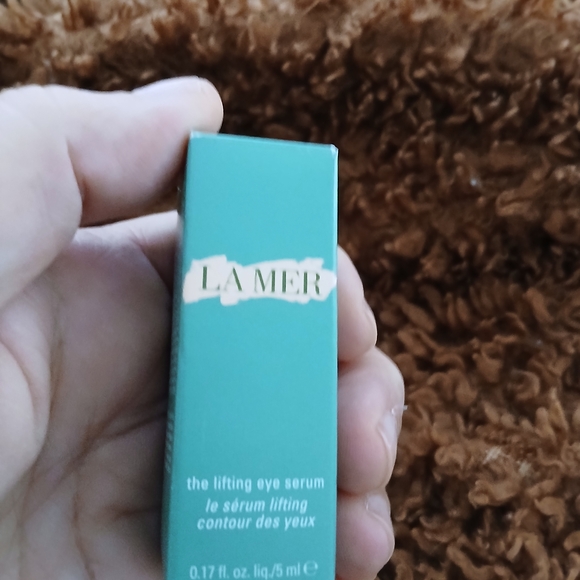 LA MER
the lifting eye serum
le sérum lifting
contour des yeux
0.17 fl. oz. liq./5 ml ℮